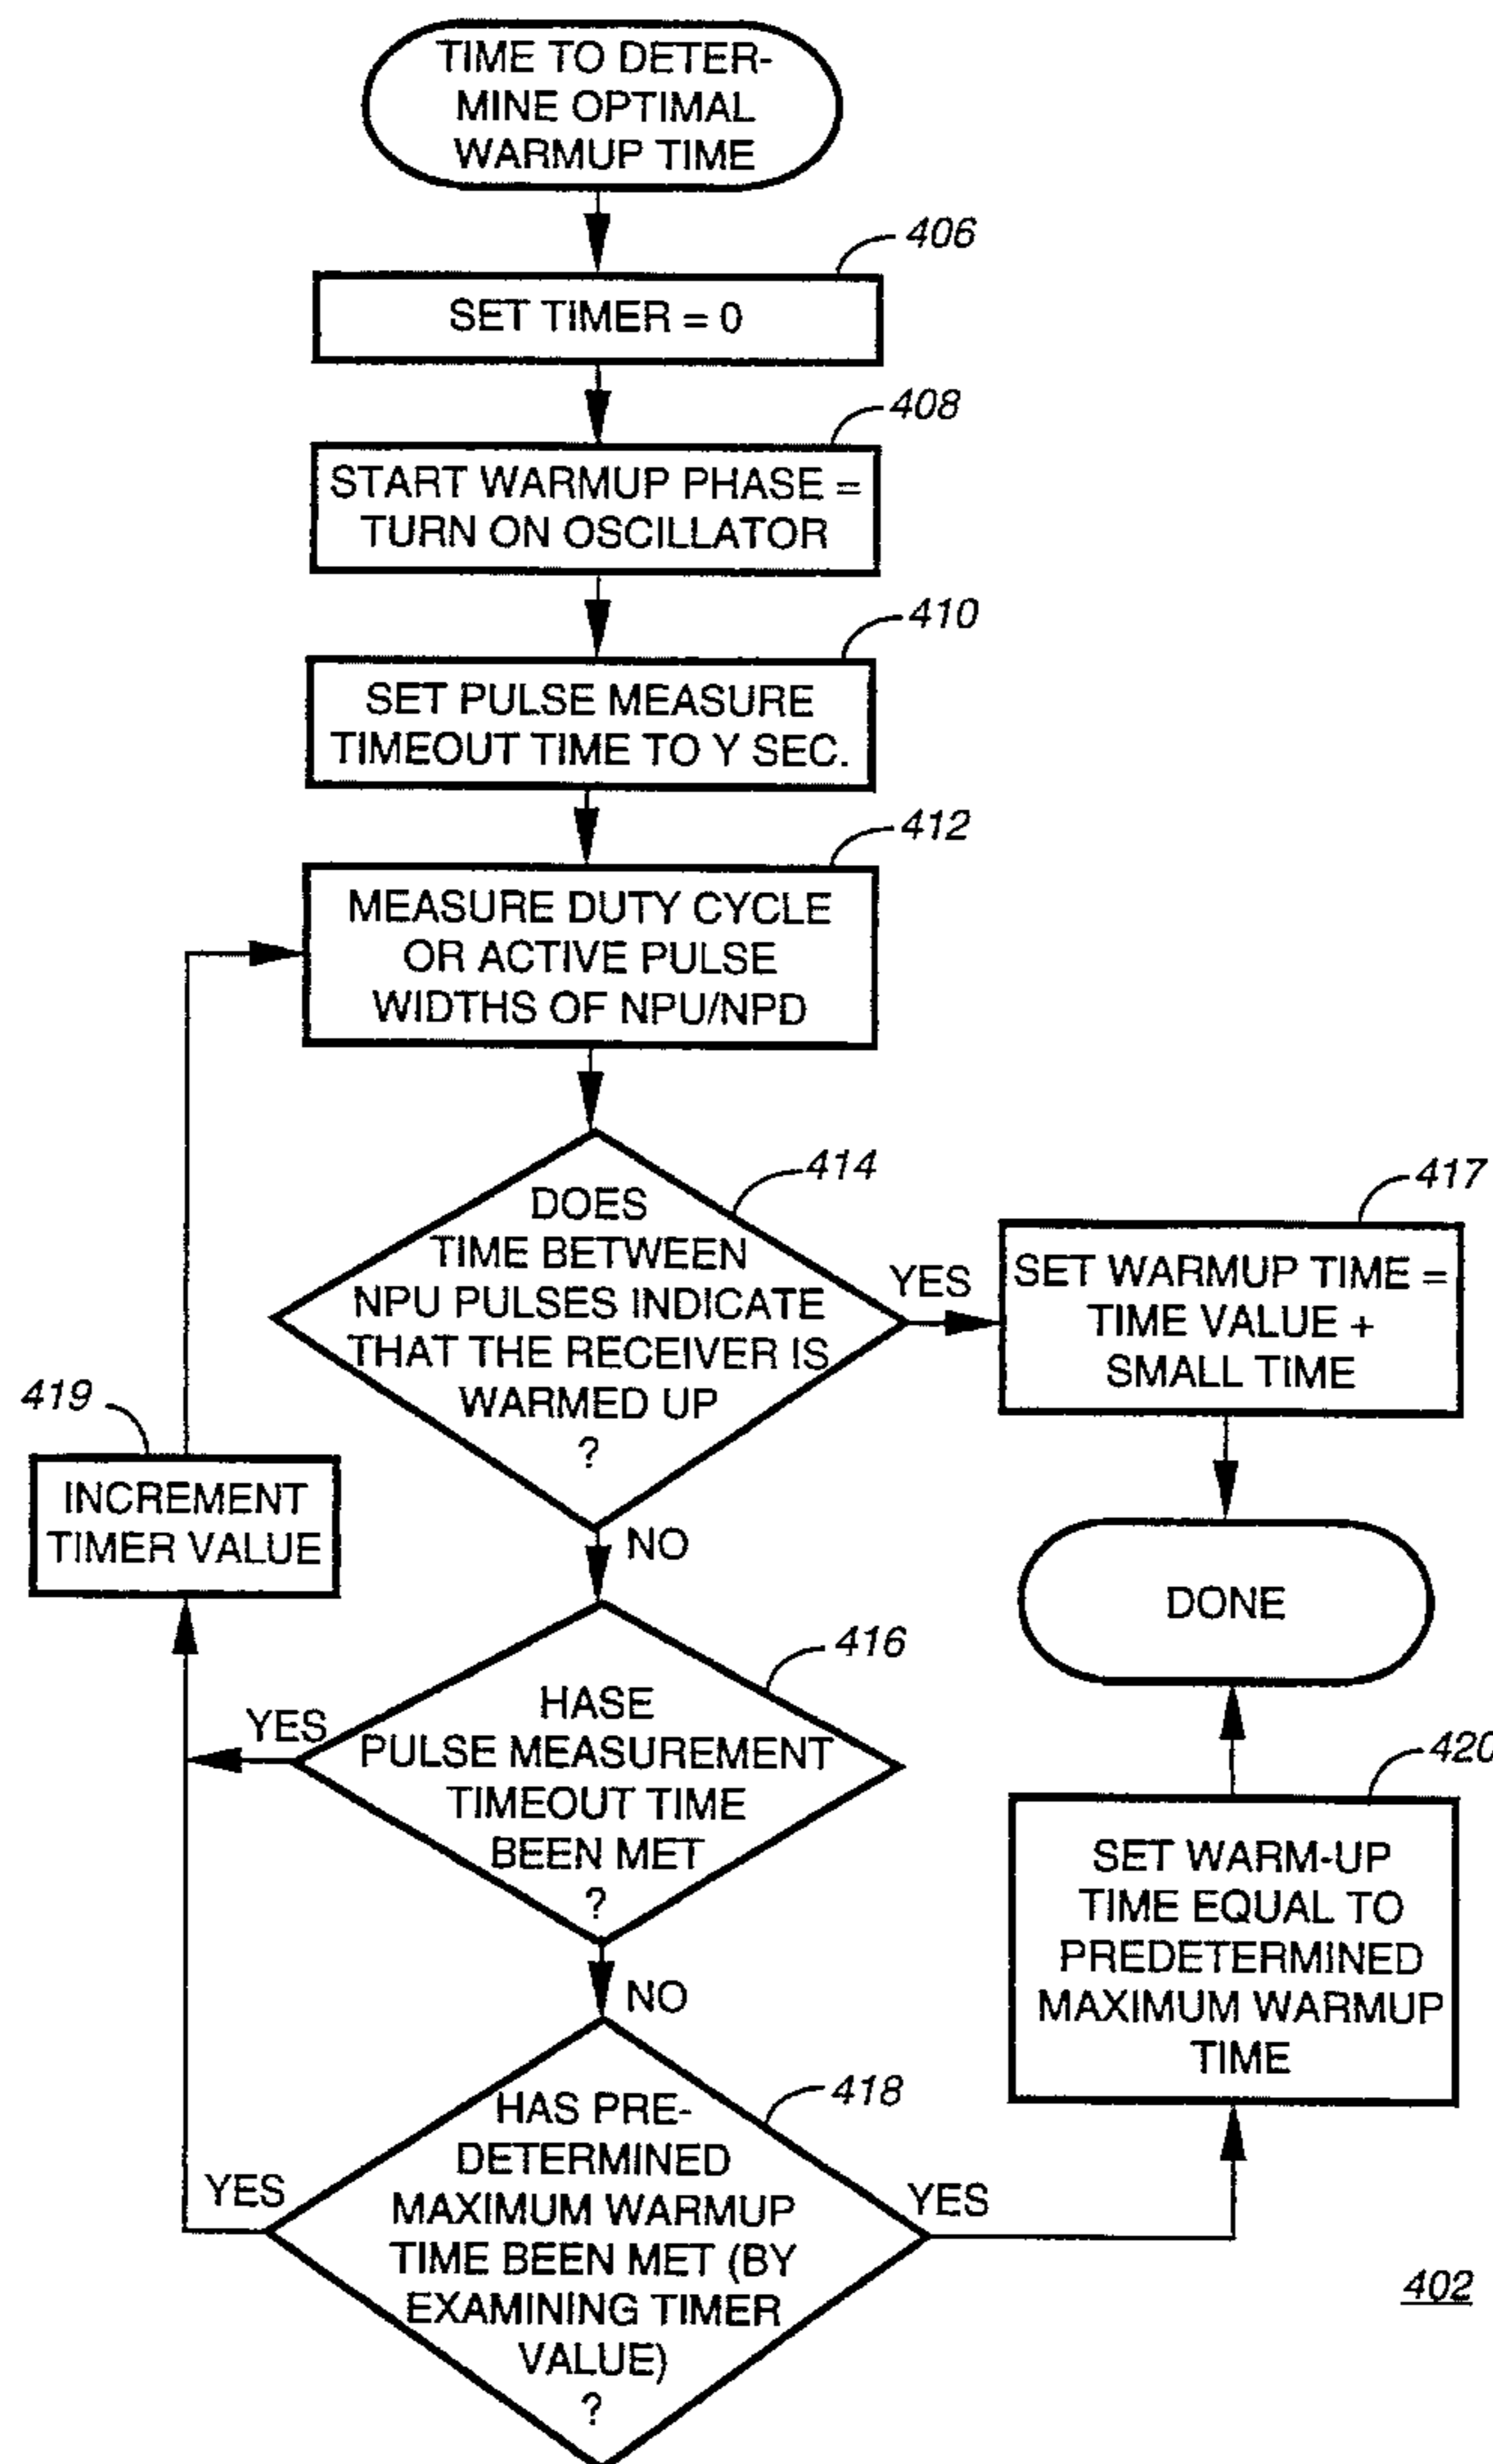 TIME TO DETER-
MINE OPTIMAL
WARMUP TIME
406
SET TIMER = 0
408
START WARMUP PHASE =
TURN ON OSCILLATOR
410
SET PULSE MEASURE
TIMEOUT TIME TO Y SEC.
412
MEASURE DUTY CYCLE
OR ACTIVE PULSE
WIDTHS OF NPU/NPD
414
DOES
TIME BETWEEN
NPU PULSES INDICATE
THAT THE RECEIVER IS
WARMED UP
?
YES
417
SET WARMUP TIME =
TIME VALUE +
SMALL TIME
419
INCREMENT
TIMER VALUE
NO
DONE
416
HASE
PULSE MEASUREMENT
TIMEOUT TIME
BEEN MET
?
YES
420
SET WARM-UP
TIME EQUAL TO
PREDETERMINED
MAXIMUM WARMUP
TIME
NO
418
HAS PRE-
DETERMINED
MAXIMUM WARMUP
TIME BEEN MET (BY
EXAMINING TIMER
VALUE)
?
YES
YES
402